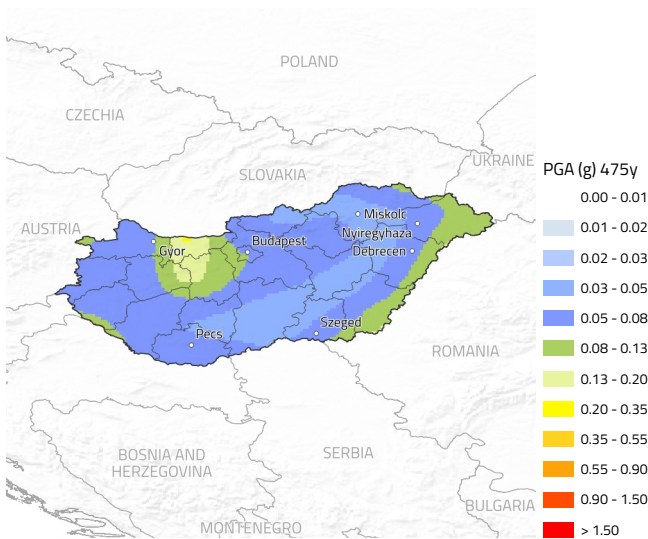 POLAND
CZECHIA
UKRAINE
SLOVAKIA
AUSTRIA
Miskolc
Nyiregyhaza
Budapest
Gyor
Debrecen
Szeged
Pecs
ROMANIA
BOSNIA AND
HERZEGOVINA
SERBIA
BULGARIA
MONTENEGRO
PGA (g) 475y
0.00 - 0.01
0.01 - 0.02
0.02 - 0.03
0.03 - 0.05
0.05 - 0.08
0.08 - 0.13
0.13 - 0.20
0.20 - 0.35
0.35 - 0.55
0.55 - 0.90
0.90 - 1.50
> 1.50